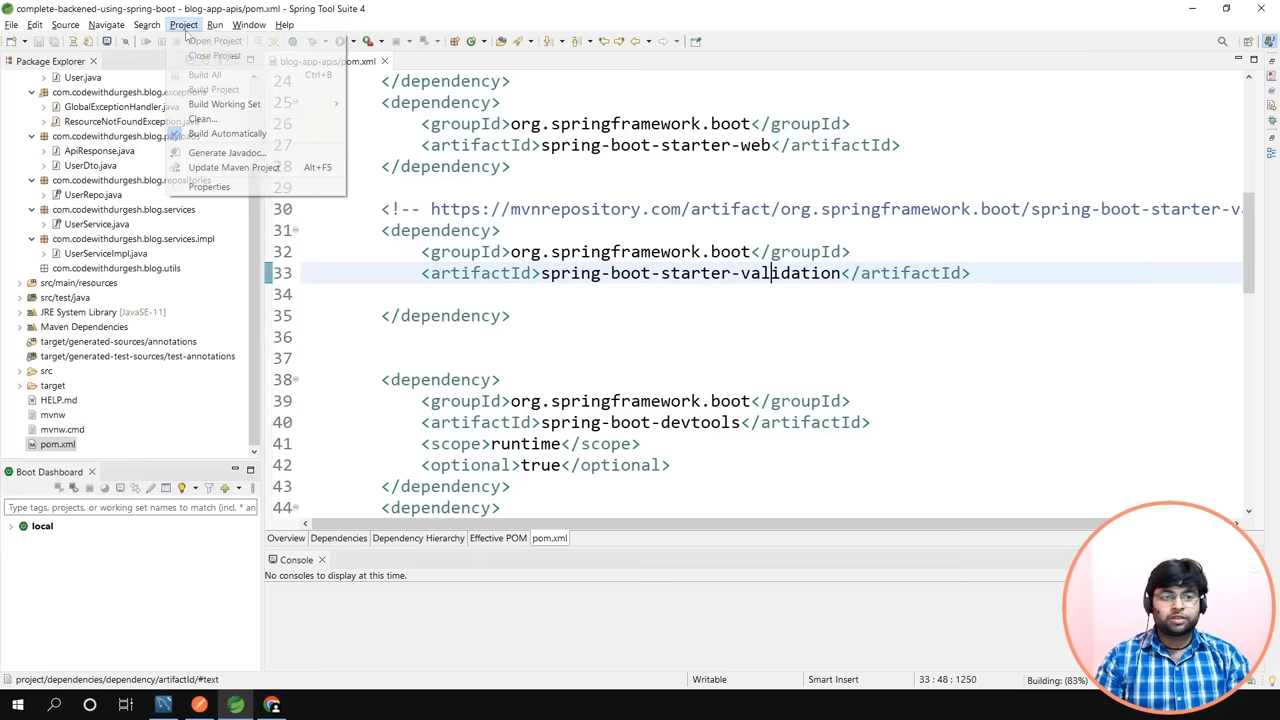 complete-backened-using-spring-boot - blog-app-apis/pom.xml - Spring Tool Suite 4
File Edit Source Navigate Search Project Run Window Help
Open Project
Close Project
Build All Ctrl+B
Build Project
Build Working Set
Clean...
Build Automatically
Generate Javadoc...
Update Maven Project Alt+F5
Properties
Package Explorer
User.java
com.codewithdurgesh.blog.exceptions
GlobalExceptionHandler.java
ResourceNotFoundException.java
com.codewithdurgesh.blog.payloads
ApiResponse.java
UserDto.java
com.codewithdurgesh.blog.repositories
UserRepo.java
com.codewithdurgesh.blog.services
UserService.java
com.codewithdurgesh.blog.services.impl
UserServiceImpl.java
com.codewithdurgesh.blog.utils
src/main/resources
src/test/java
JRE System Library [JavaSE-11]
Maven Dependencies
target/generated-sources/annotations
target/generated-test-sources/test-annotations
src
target
HELP.md
mvnw
mvnw.cmd
pom.xml
Boot Dashboard
Type tags, projects, or working set names to match (incl. * an
local
blog-app-apis/pom.xml
24 </dependency>
25 <dependency>
26 <groupId>org.springframework.boot</groupId>
27 <artifactId>spring-boot-starter-web</artifactId>
28 </dependency>
29
30 <!-- https://mvnrepository.com/artifact/org.springframework.boot/spring-boot-starter-v
31 <dependency>
32 <groupId>org.springframework.boot</groupId>
33 <artifactId>spring-boot-starter-validation</artifactId>
34
35 </dependency>
36
37
38 <dependency>
39 <groupId>org.springframework.boot</groupId>
40 <artifactId>spring-boot-devtools</artifactId>
41 <scope>runtime</scope>
42 <optional>true</optional>
43 </dependency>
44 <dependency>
Overview Dependencies Dependency Hierarchy Effective POM pom.xml
Console
No consoles to display at this time.
project/dependencies/dependency/artifactId/#text Writable Smart Insert 33 : 48 : 1250 Building: (83%)